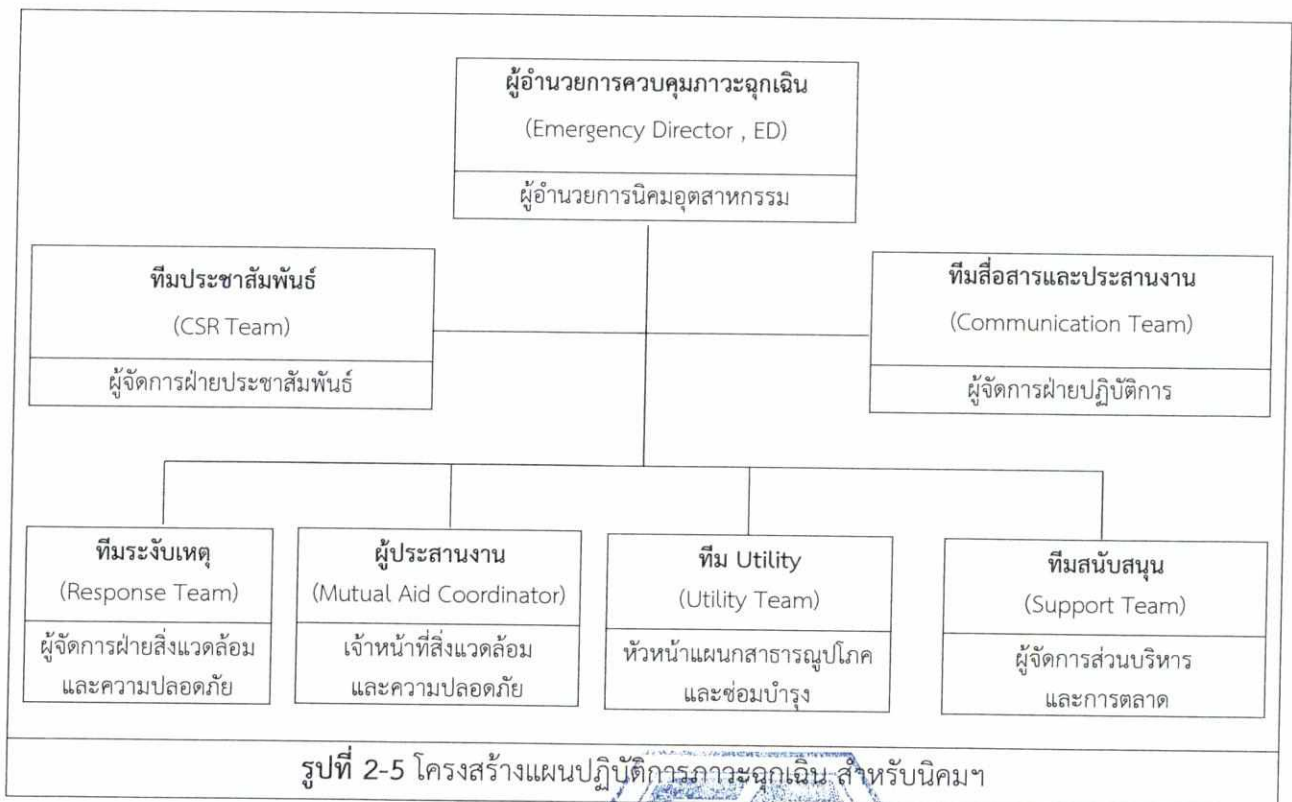 ผู้อำนวยการควบคุมภาวะฉุกเฉิน
(Emergency Director , ED)
ผู้อำนวยการนิคมอุตสาหกรรม
ทีมประชาสัมพันธ์
(CSR Team)
ผู้จัดการฝ่ายประชาสัมพันธ์
ทีมสื่อสารและประสานงาน
(Communication Team)
ผู้จัดการฝ่ายปฏิบัติการ
ทีมระงับเหตุ
(Response Team)
ผู้จัดการฝ่ายสิ่งแวดล้อม
และความปลอดภัย
ผู้ประสานงาน
(Mutual Aid Coordinator)
เจ้าหน้าที่สิ่งแวดล้อม
และความปลอดภัย
ทีม Utility
(Utility Team)
หัวหน้าแผนกสาธารณูปโภค
และซ่อมบำรุง
ทีมสนับสนุน
(Support Team)
ผู้จัดการส่วนบริหาร
และการตลาด
รูปที่ 2-5 โครงสร้างแผนปฏิบัติการภาวะฉุกเฉิน สำหรับนิคมฯ